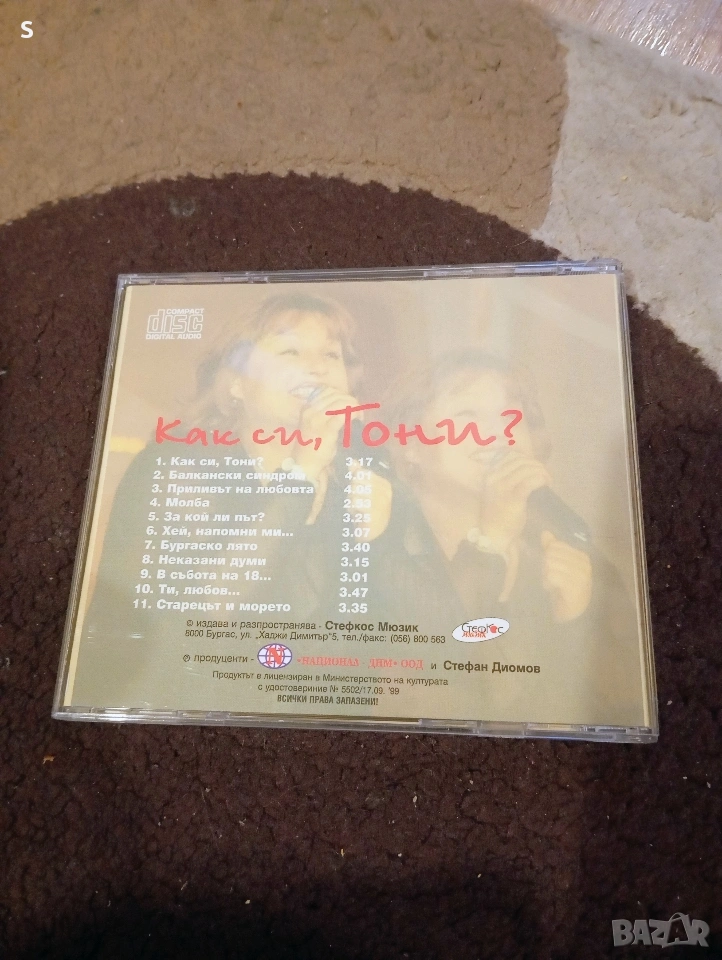 S
COMPACT
disc
DIGITAL AUDIO
Как си, Тони?
1. Как си, Тони? 3.17
2. Балкански синдром 4.01
3. Приливът на любовта 4.05
4. Молба 2.53
5. За кой ли път? 3.25
6. Хей, напомни ми... 3.07
7. Бургаско лято 3.40
8. Неказани думи 3.15
9. В събота на 18... 3.01
10. Ти, любов... 3.47
11. Старецът и морето 3.35
© издава и разпространява - Стефкос Мюзик
8000 Бургас, ул. „Хаджи Димитър"5, тел./факс: (056) 800 563
Стефкос
℗ продуценти - •НАЦИОНАЛ - ДИМ• ООД и Стефан Диомов
Продуктът е лицензиран в Министерството на културата
с удостовериние № 5502/17.09. '99
ВСИЧКИ ПРАВА ЗАПАЗЕНИ!
BAZAR